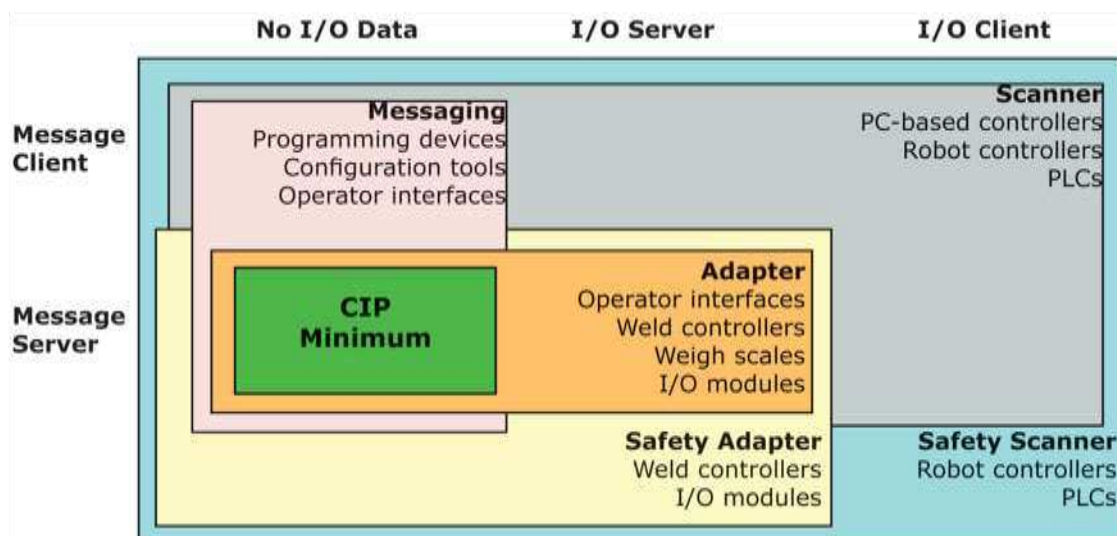 No I/O Data
I/O Server
I/O Client
Message
Client
Messaging
Programming devices
Configuration tools
Operator interfaces
Scanner
PC-based controllers
Robot controllers
PLCs
Message
Server
CIP
Minimum
Adapter
Operator interfaces
Weld controllers
Weigh scales
I/O modules
Safety Adapter
Weld controllers
I/O modules
Safety Scanner
Robot controllers
PLCs